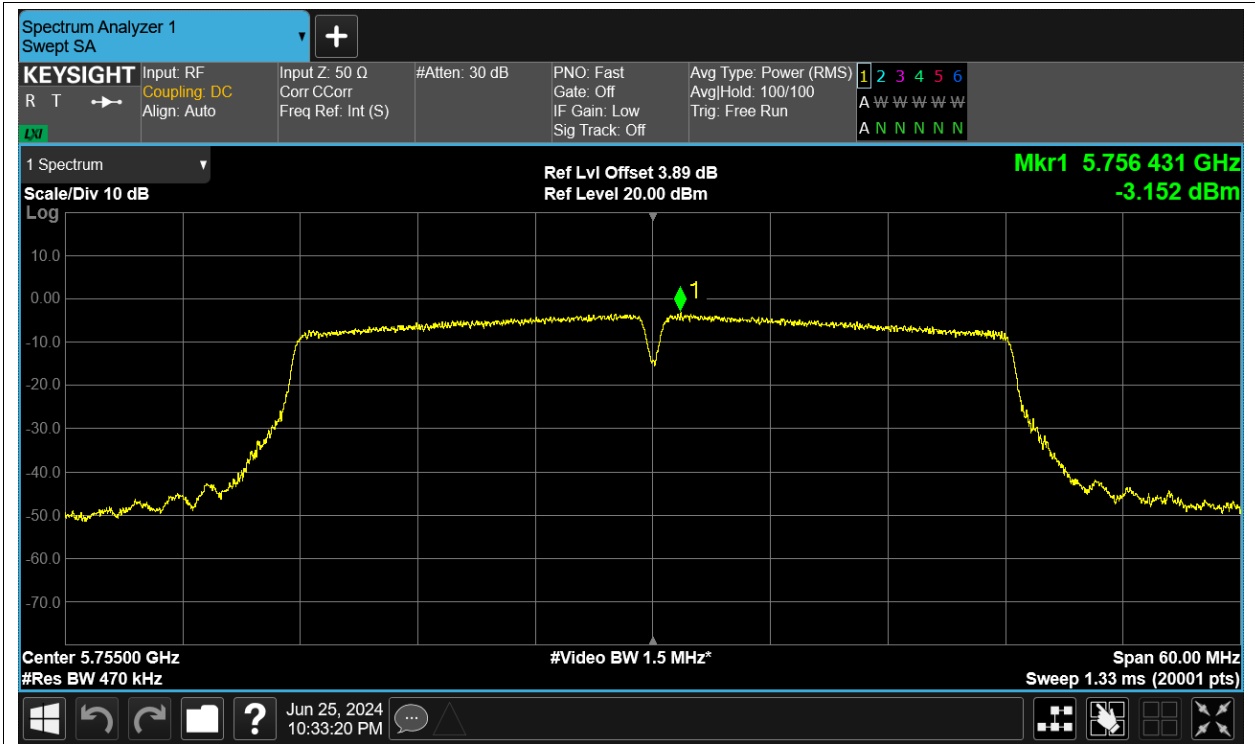 Spectrum Analyzer 1
Swept SA
KEYSIGHT
R T
LXI
Input: RF
Coupling: DC
Align: Auto
Input Z: 50 Ω
Corr CCorr
Freq Ref: Int (S)
#Atten: 30 dB
PNO: Fast
Gate: Off
IF Gain: Low
Sig Track: Off
Avg Type: Power (RMS)
Avg|Hold: 100/100
Trig: Free Run
1 2 3 4 5 6
A W W W W W
A N N N N N
1 Spectrum
Scale/Div 10 dB
Log
Ref Lvl Offset 3.89 dB
Ref Level 20.00 dBm
Mkr1 5.756 431 GHz
-3.152 dBm
10.0
0.00
-10.0
-20.0
-30.0
-40.0
-50.0
-60.0
-70.0
1
Center 5.75500 GHz
#Res BW 470 kHz
#Video BW 1.5 MHz*
Span 60.00 MHz
Sweep 1.33 ms (20001 pts)
?
Jun 25, 2024
10:33:20 PM